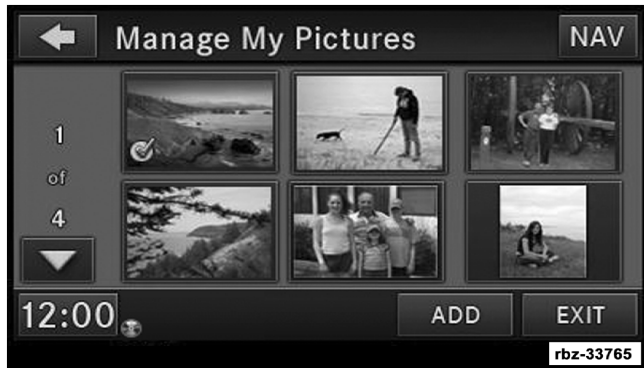 Manage My Pictures
NAV
1
of
4
12:00
ADD
EXIT
rbz-33765